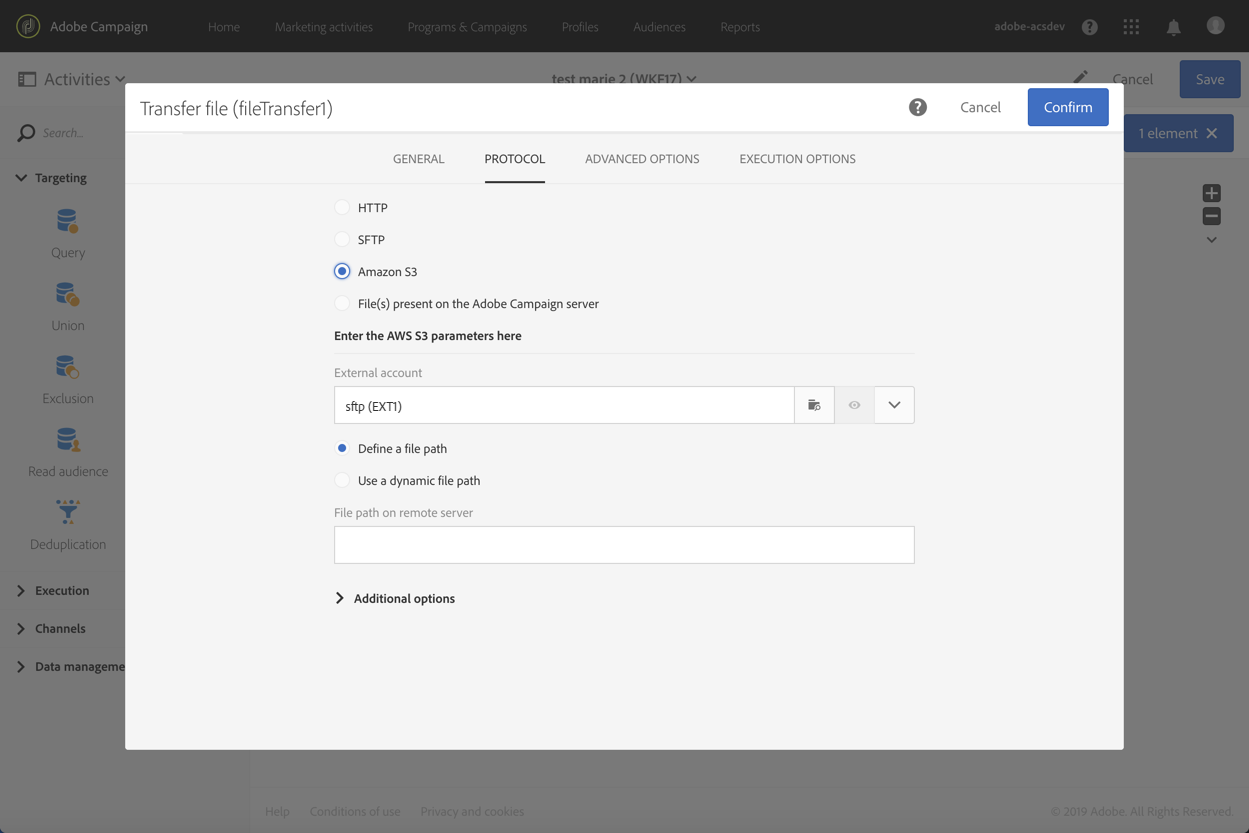 Adobe Campaign
Home
Marketing activities
Programs & Campaigns
Profiles
Audiences
Reports
adobe-acsdev
Activities
test marie 2 (WKF17)
Cancel
Save
Transfer file (fileTransfer1)
Cancel
Confirm
Search...
1 element
GENERAL
PROTOCOL
ADVANCED OPTIONS
EXECUTION OPTIONS
Targeting
Query
Union
Exclusion
Read audience
Deduplication
Execution
Channels
Data manageme
HTTP
SFTP
Amazon S3
File(s) present on the Adobe Campaign server
Enter the AWS S3 parameters here
External account
sftp (EXT1)
Define a file path
Use a dynamic file path
File path on remote server
Additional options
Help
Conditions of use
Privacy and cookies
© 2019 Adobe. All Rights Reserved.